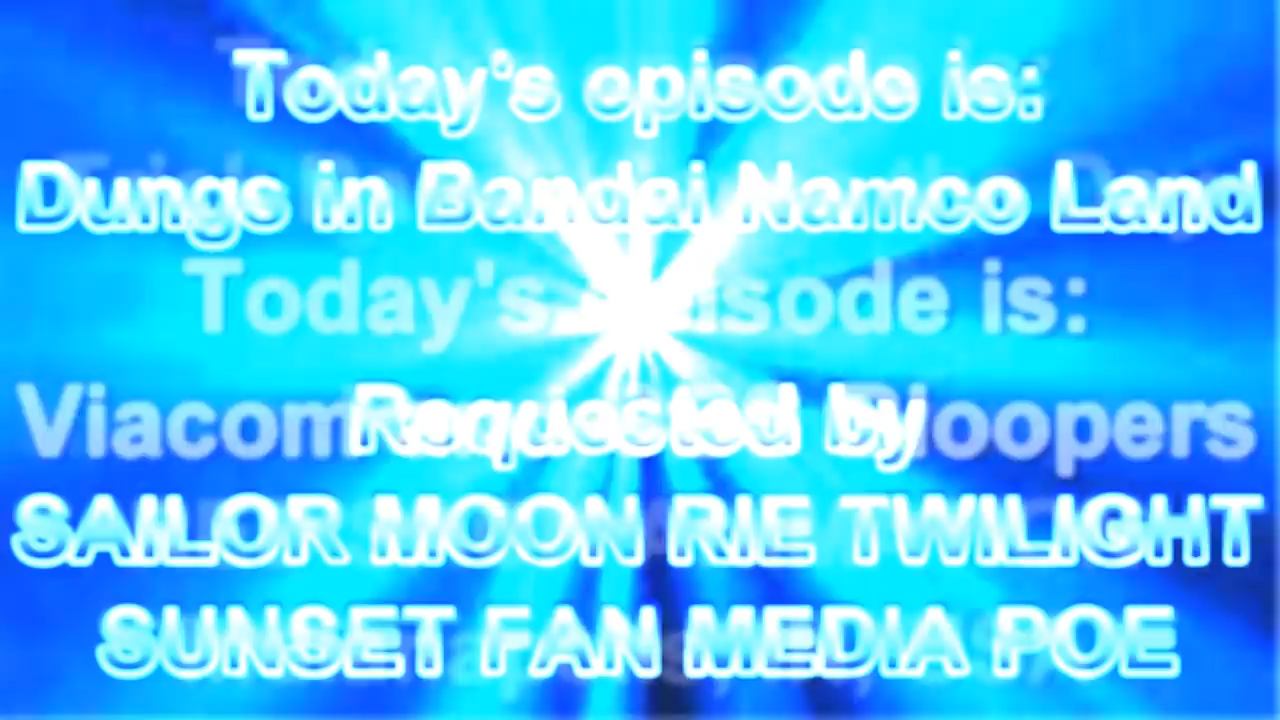 Today's episode is:
Dungs in Bandai Namco Land
Today's episode is:
Viacom Bloopers
Requested by
SAILOR MOON RIE TWILIGHT
SUNSET FAN MEDIA POE